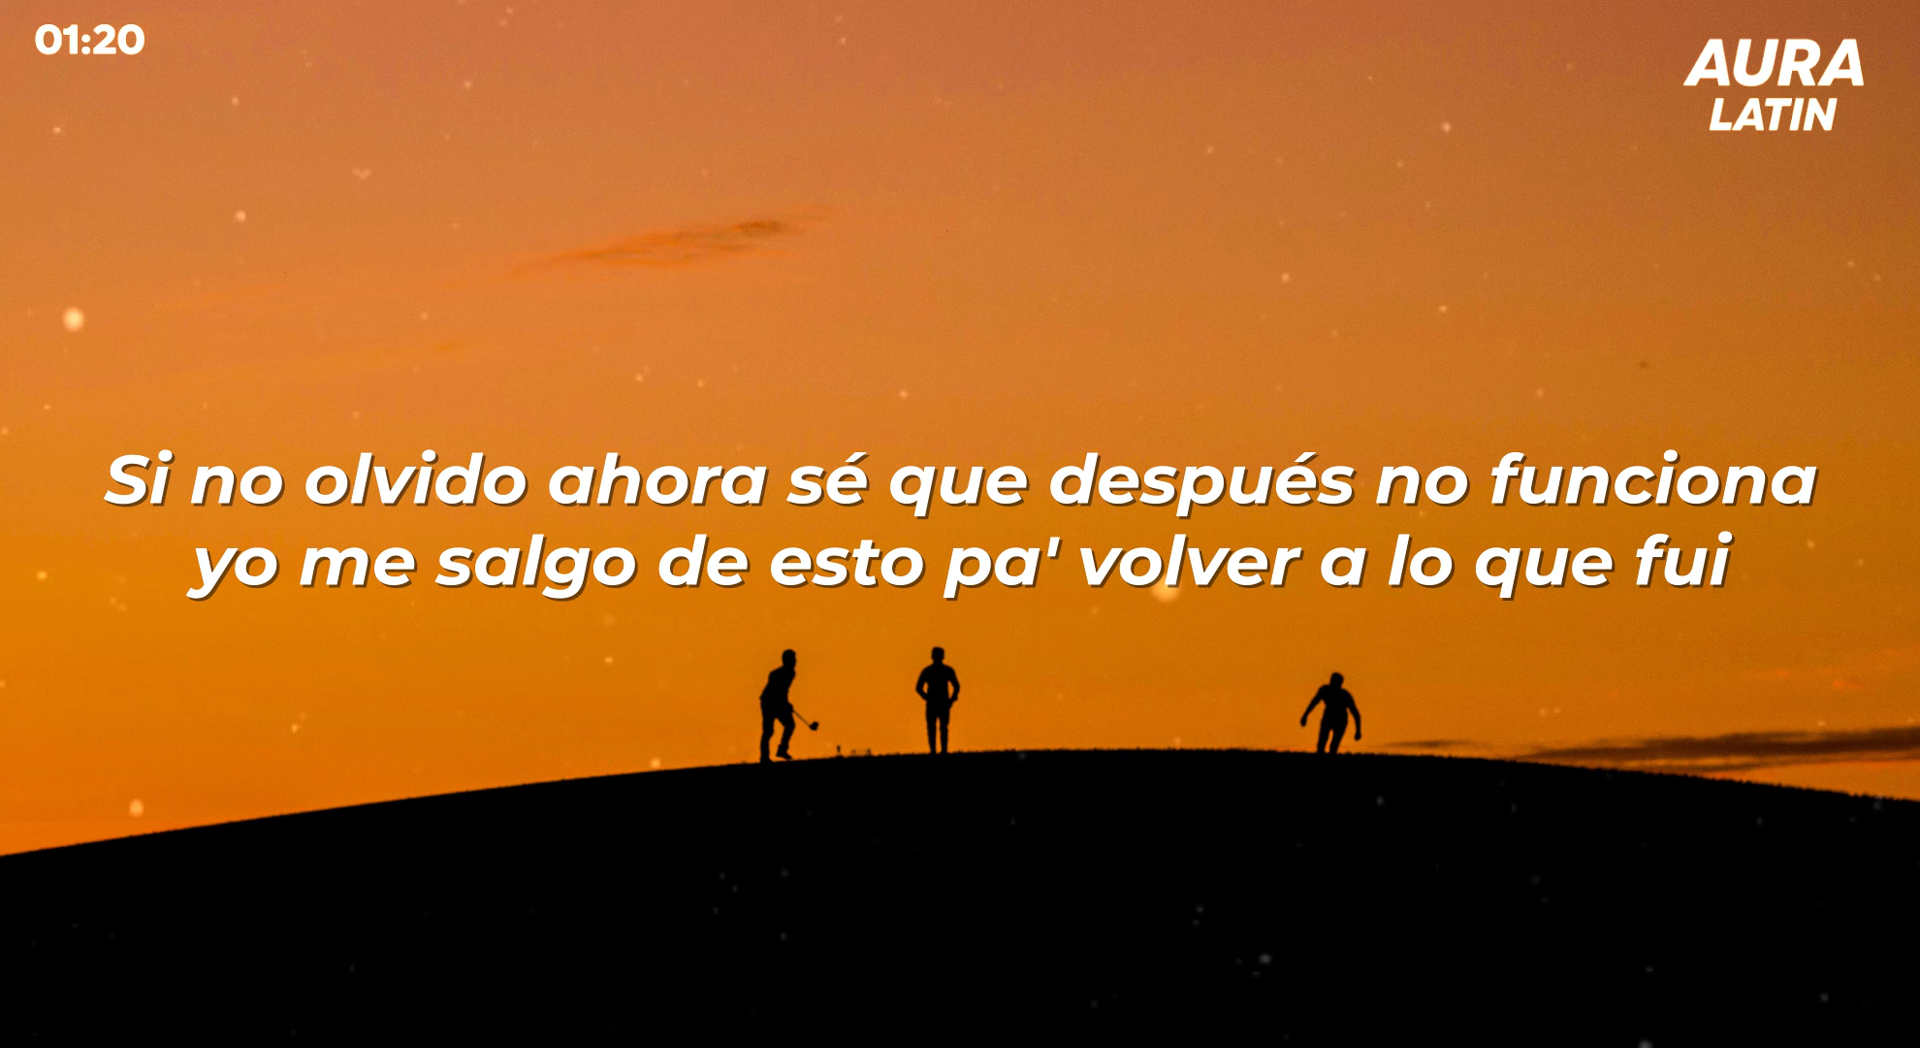 01:20
AURA
LATIN
Si no olvido ahora sé que después no funciona
yo me salgo de esto pa' volver a lo que fui